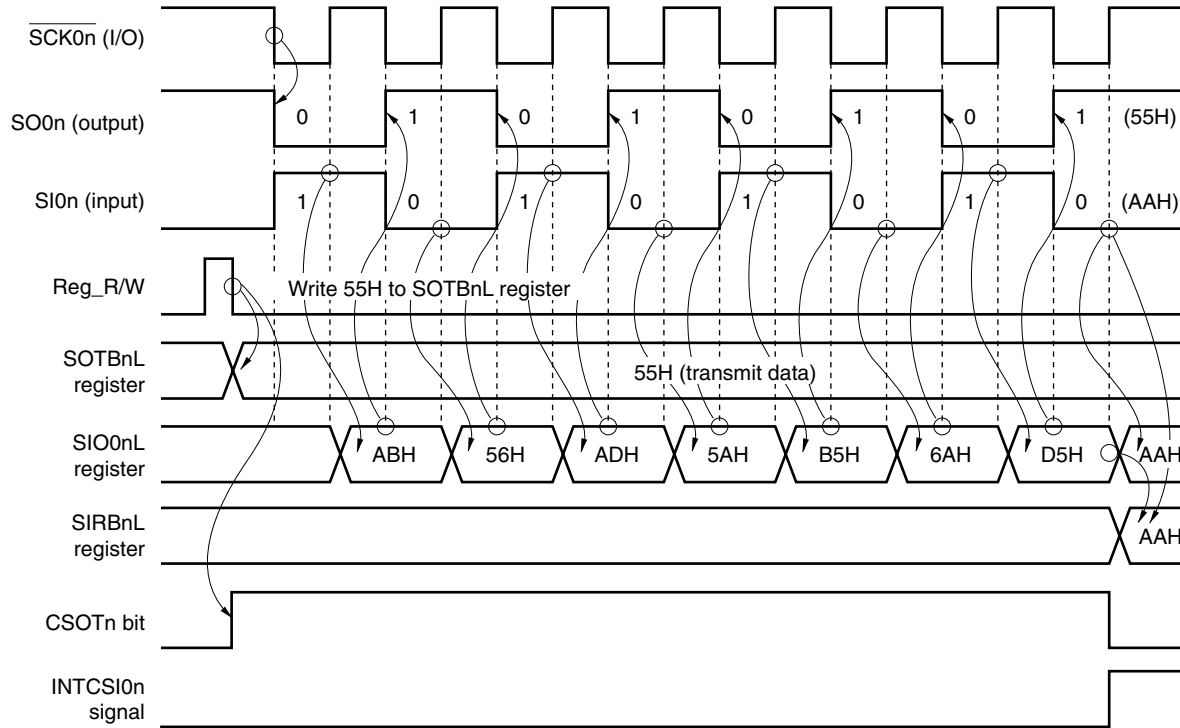 SCK0n (I/O)
SO0n (output) 0 1 0 1 0 1 0 1 (55H)
SI0n (input) 1 0 1 0 1 0 1 0 (AAH)
Reg_R/W
Write 55H to SOTBnL register
SOTBnL
register
55H (transmit data)
SIO0nL
register
ABH 56H ADH 5AH B5H 6AH D5H AAH
SIRBnL
register
AAH
CSOTn bit
INTCSI0n
signal